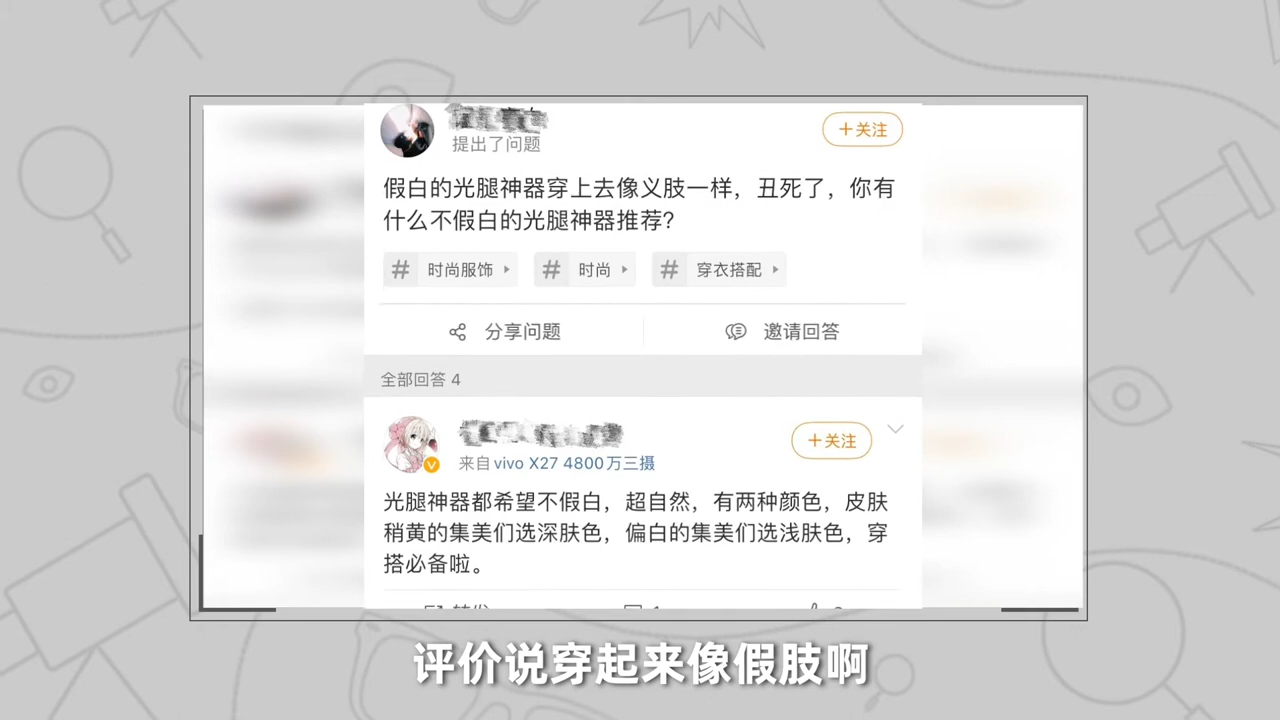 提出了问题
+关注
假白的光腿神器穿上去像义肢一样，丑死了，你有
什么不假白的光腿神器推荐？
# 时尚服饰
# 时尚
# 穿衣搭配
分享问题
邀请回答
全部回答 4
+关注
来自 vivo X27 4800万三摄
光腿神器都希望不假白，超自然，有两种颜色，皮肤
稍黄的集美们选深肤色，偏白的集美们选浅肤色，穿
搭必备啦。
评价说穿起来像假肢啊